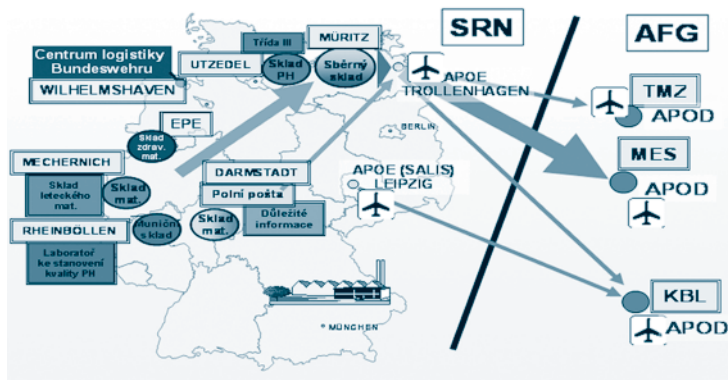 SRN
AFG
Třída III
MÜRITZ
Centrum logistiky
Bundeswehru
WILHELMSHAVEN
UTZEDEL
Sklad
PH
Sběrný
sklad
APOE
TROLLENHAGEN
TMZ
APOD
EPE
Sklad
zdrav.
mat.
BERLIN
MES
APOD
MECHERNICH
Sklad
leteckého
mat.
Sklad
mat.
DARMSTADT
Polní pošta
APOE (SALIS)
LEIPZIG
RHEINBÖLLEN
Muniční
sklad
Sklad
mat.
Důležité
informace
Laboratoř
ke stanovení
kvality PH
KBL
APOD
MÜNCHEN